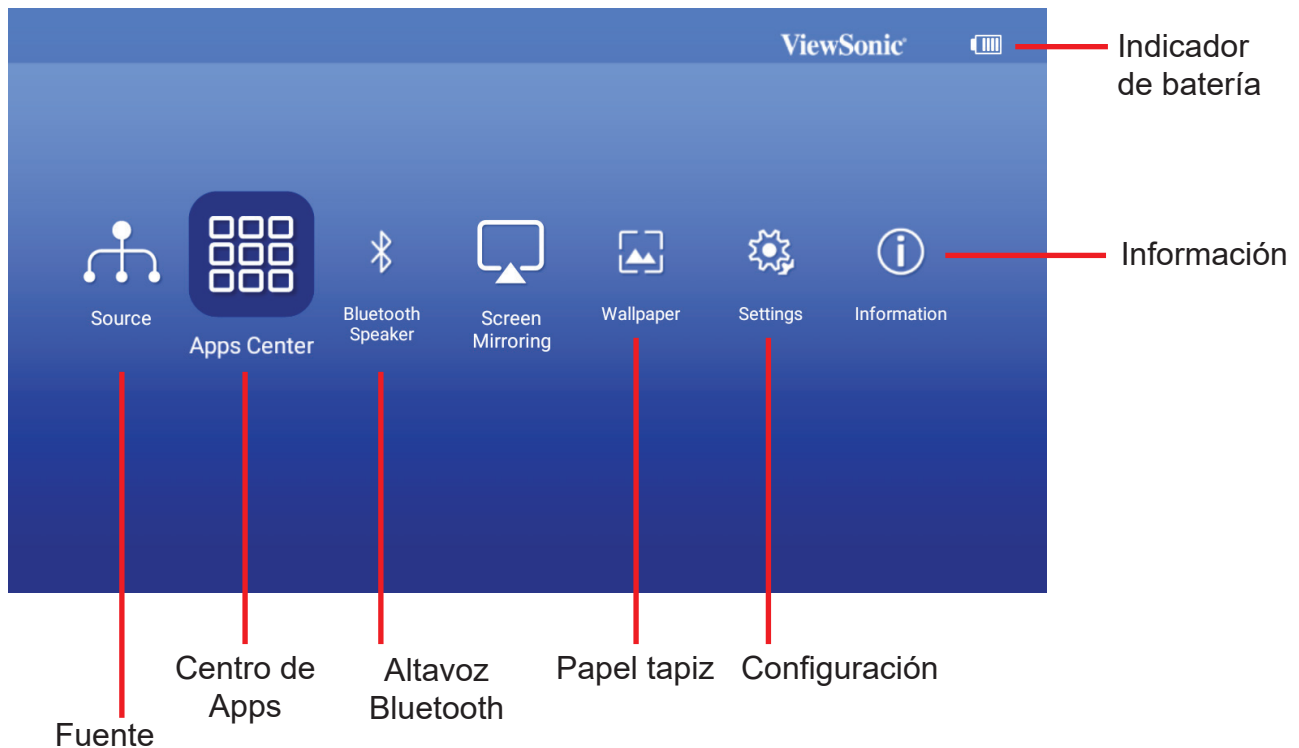 ViewSonic
Indicador
de batería
Información
Source
Apps Center
Bluetooth
Speaker
Screen
Mirroring
Wallpaper
Settings
Information
Centro de
Apps
Altavoz
Bluetooth
Papel tapiz
Configuración
Fuente